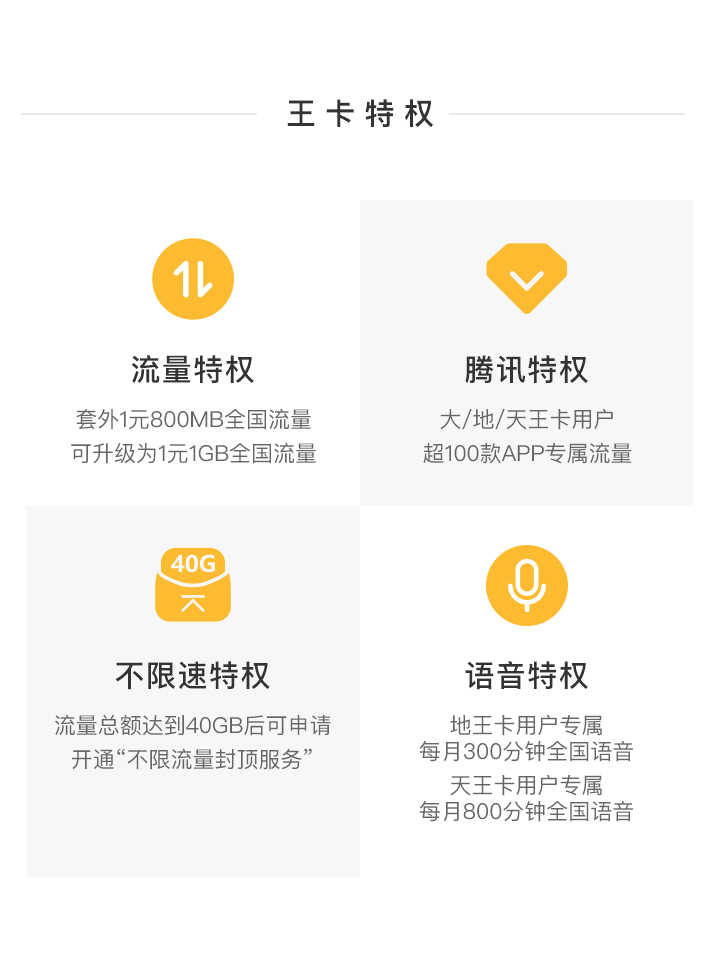 王卡特权
流量特权
套外1元800MB全国流量
可升级为1元1GB全国流量
腾讯特权
大/地/天王卡用户
超100款APP专属流量
40G
不限速特权
流量总额达到40GB后可申请
开通“不限流量封顶服务”
语音特权
地王卡用户专属
每月300分钟全国语音
天王卡用户专属
每月800分钟全国语音